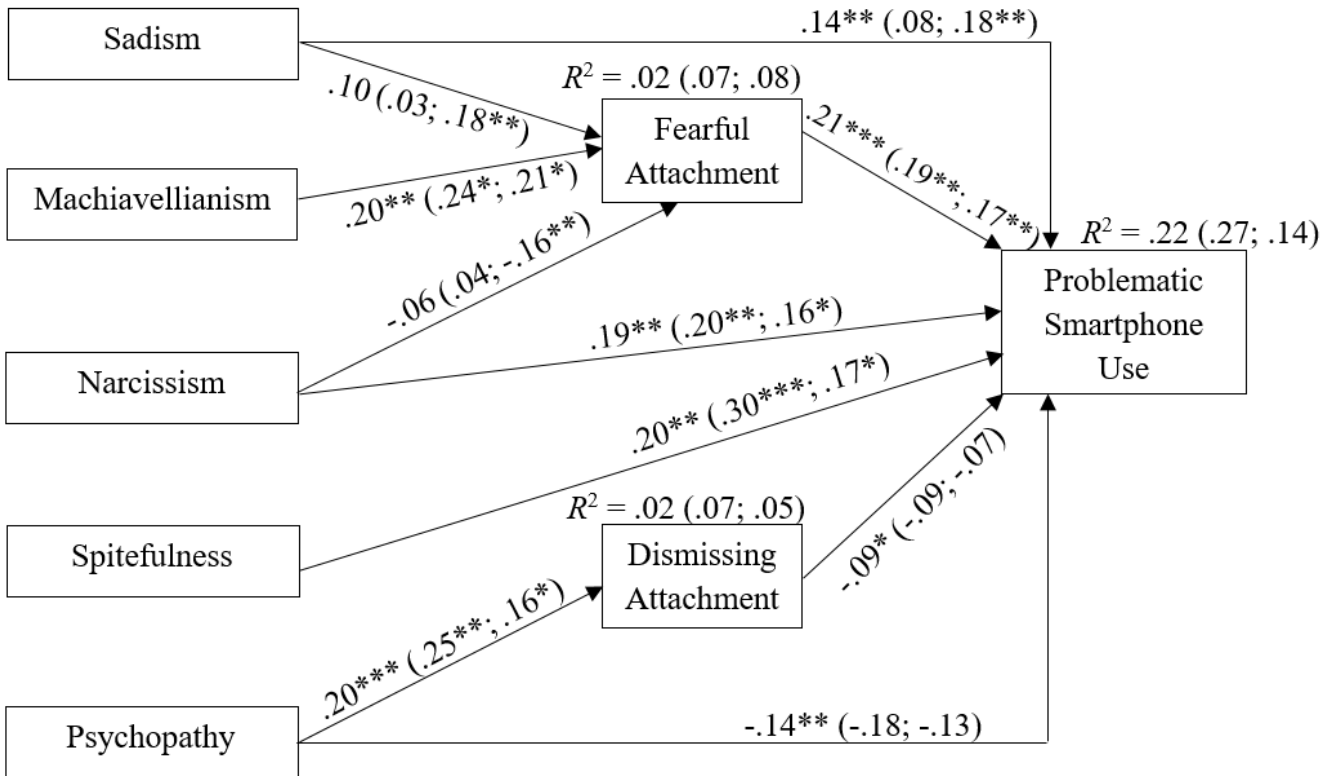 Sadism
.14** (.08; .18**)
R² = .02 (.07; .08)
.10 (.03; .18**)
Fearful
Attachment
.21*** (.19**; .17**)
Machiavellianism
.20** (.24*; .21*)
R² = .22 (.27; .14)
-.06 (.04; -.16**)
Problematic
Smartphone
Use
.19** (.20**; .16*)
Narcissism
.20** (.30***; .17*)
R² = .02 (.07; .05)
-.09* (-.09; -.07)
Spitefulness
Dismissing
Attachment
.20*** (.25**; .16*)
-.14** (-.18; -.13)
Psychopathy